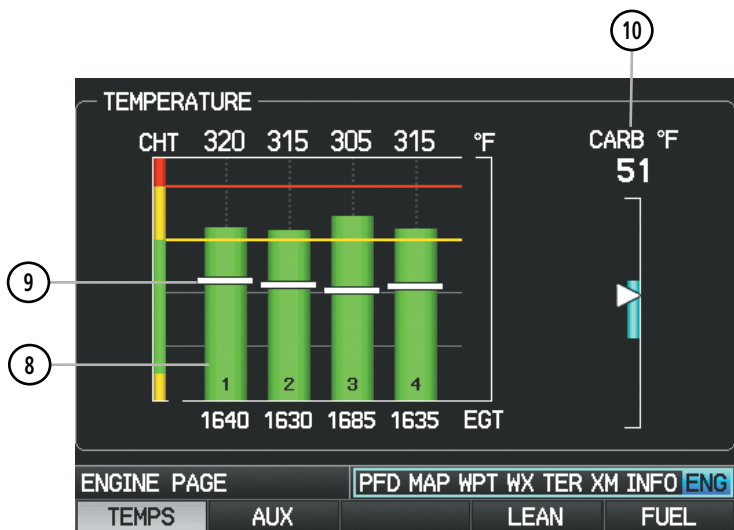 10
TEMPERATURE
CHT 320 315 305 315 °F
CARB °F
51
9
8
1 2 3 4
1640 1630 1685 1635 EGT
ENGINE PAGE PFD MAP WPT WX TER XM INFO ENG
TEMPS AUX LEAN FUEL